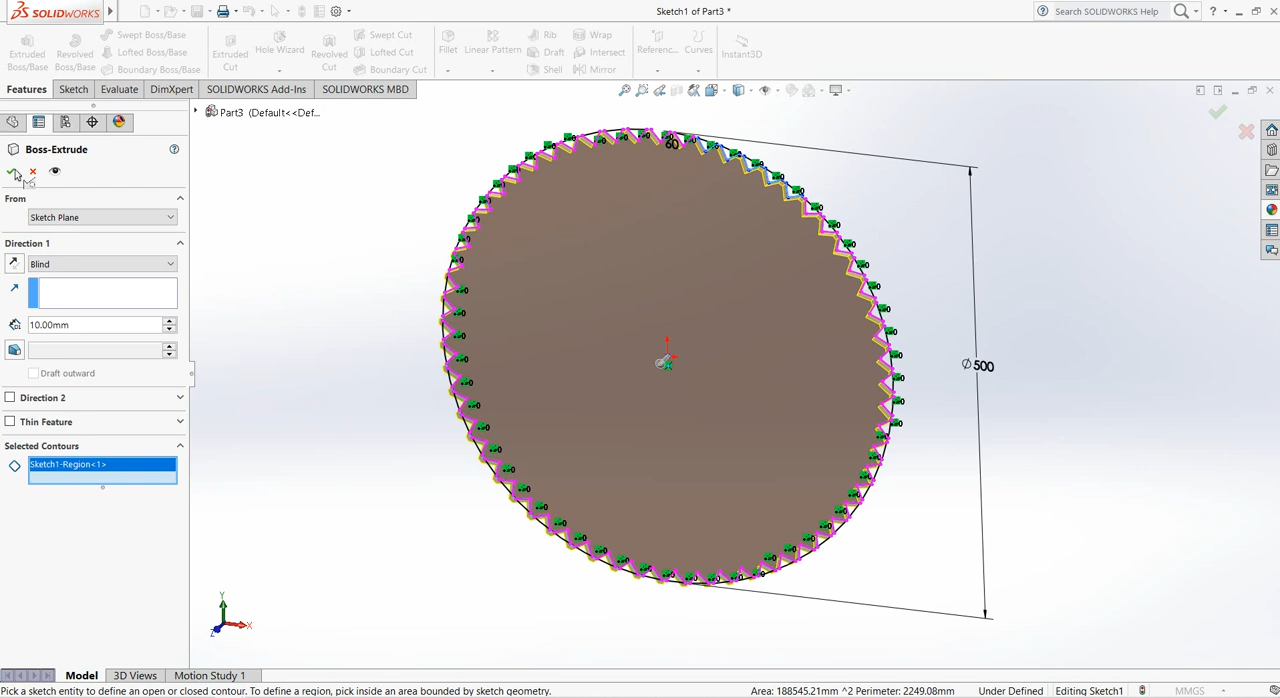 SOLIDWORKS
Sketch1 of Part3 *
Search SOLIDWORKS Help
?
Extruded Boss/Base
Revolved Boss/Base
Swept Boss/Base
Lofted Boss/Base
Boundary Boss/Base
Extruded Cut
Hole Wizard
Revolved Cut
Swept Cut
Lofted Cut
Boundary Cut
Fillet
Linear Pattern
Rib
Draft
Shell
Wrap
Intersect
Mirror
Referenc...
Curves
Instant3D
Features
Sketch
Evaluate
DimXpert
SOLIDWORKS Add-Ins
SOLIDWORKS MBD
Part3 (Default<<Def...
Boss-Extrude
From
Sketch Plane
Direction 1
Blind
10.00mm
Draft outward
Direction 2
Thin Feature
Selected Contours
Sketch1-Region<1>
60
∅500
Y
X
Z
Model
3D Views
Motion Study 1
Pick a sketch entity to define an open or closed contour. To define a region, pick inside an area bounded by sketch geometry.
Area: 188545.21mm ^2 Perimeter: 2249.08mm
Under Defined
Editing Sketch1
MMGS